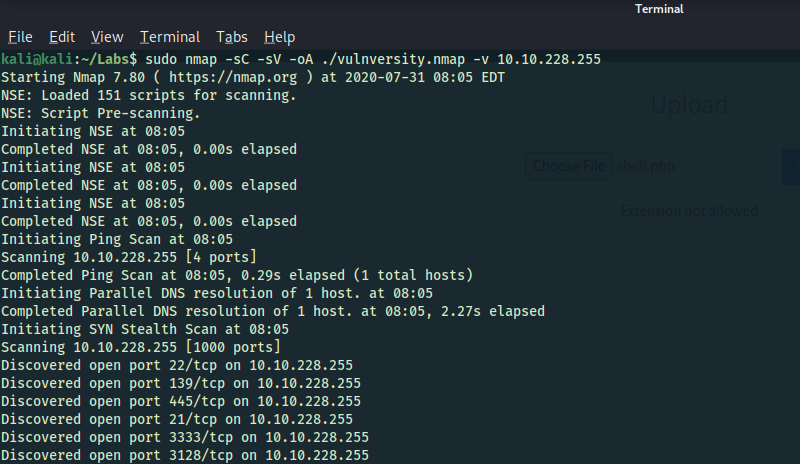 Terminal
File Edit View Terminal Tabs Help
kali@kali:~/Labs$ sudo nmap -sC -sV -oA ./vulnversity.nmap -v 10.10.228.255
Starting Nmap 7.80 ( https://nmap.org ) at 2020-07-31 08:05 EDT
NSE: Loaded 151 scripts for scanning.
NSE: Script Pre-scanning.
Initiating NSE at 08:05
Completed NSE at 08:05, 0.00s elapsed
Initiating NSE at 08:05
Completed NSE at 08:05, 0.00s elapsed
Initiating NSE at 08:05
Completed NSE at 08:05, 0.00s elapsed
Initiating Ping Scan at 08:05
Scanning 10.10.228.255 [4 ports]
Completed Ping Scan at 08:05, 0.29s elapsed (1 total hosts)
Initiating Parallel DNS resolution of 1 host. at 08:05
Completed Parallel DNS resolution of 1 host. at 08:05, 2.27s elapsed
Initiating SYN Stealth Scan at 08:05
Scanning 10.10.228.255 [1000 ports]
Discovered open port 22/tcp on 10.10.228.255
Discovered open port 139/tcp on 10.10.228.255
Discovered open port 445/tcp on 10.10.228.255
Discovered open port 21/tcp on 10.10.228.255
Discovered open port 3333/tcp on 10.10.228.255
Discovered open port 3128/tcp on 10.10.228.255
Upload
Choose File shell.php
Extension not allowed